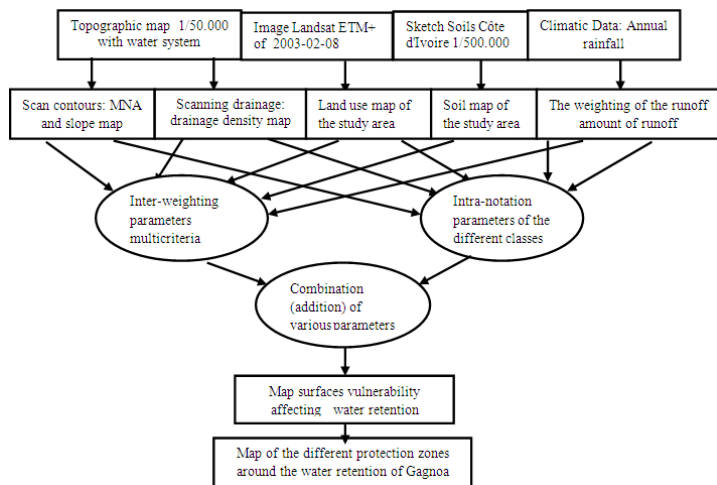 Topographic map 1/50.000
with water system
Image Landsat ETM+
of 2003-02-08
Sketch Soils Côte
d'Ivoire 1/500.000
Climatic Data: Annual
rainfall
Scan contours: MNA
and slope map
Scanning drainage:
drainage density map
Land use map of
the study area
Soil map of
the study area
The weighting of the runoff
amount of runoff
Inter-weighting
parameters
multicriteria
Intra-notation
parameters of the
different classes
Combination
(addition) of
various parameters
Map surfaces vulnerability
affecting water retention
Map of the different protection zones
around the water retention of Gagnoa